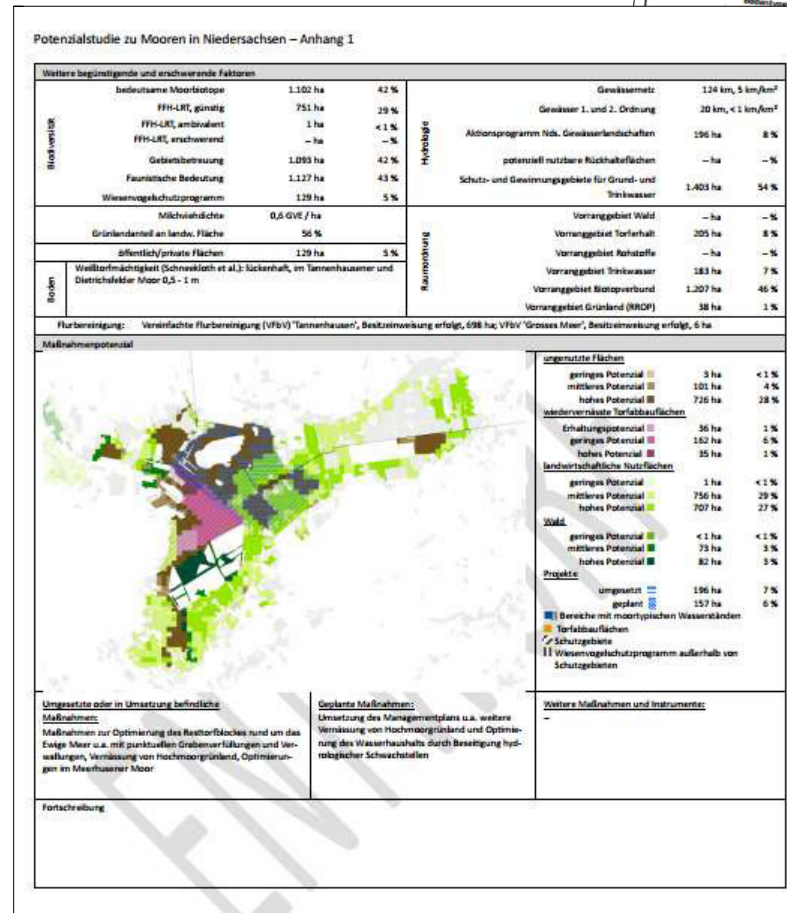 Potenzialstudie zu Mooren in Niedersachsen – Anhang 1
Weitere begünstigende und erschwerende Faktoren
Biodiversität
bedeutsame Moorbiotope 1.102 ha 42 %
FFH-LRT, günstig 751 ha 29 %
FFH-LRT, ambivalent 1 ha < 1 %
FFH-LRT, erschwerend – ha – %
Gebietsbetreuung 1.093 ha 42 %
Faunistische Bedeutung 1.127 ha 43 %
Wiesenvogelschutzprogramm 129 ha 5 %
Milchviehdichte 0,6 GVE / ha
Grünlandanteil an landw. Fläche 56 %
öffentlich/private Flächen 129 ha 5 %
Boden
Weißtorfmächtigkeit (Schneekloth et al.): lückenhaft, im Tannenhausener und
Dietrichsfelder Moor 0,5 - 1 m
Hydrologie
Gewässernetz 124 km, 5 km/km²
Gewässer 1. und 2. Ordnung 20 km, < 1 km/km²
Aktionsprogramm Nds. Gewässerlandschaften 196 ha 8 %
potenziell nutzbare Rückhalteflächen – ha – %
Schutz- und Gewinnungsgebiete für Grund- und
Trinkwasser 1.403 ha 54 %
Raumordnung
Vorranggebiet Wald – ha – %
Vorranggebiet Torferhalt 205 ha 8 %
Vorranggebiet Rohstoffe – ha – %
Vorranggebiet Trinkwasser 183 ha 7 %
Vorranggebiet Biotopverbund 1.207 ha 46 %
Vorranggebiet Grünland (RROP) 38 ha 1 %
Flurbereinigung: Vereinfachte Flurbereinigung (VFbV) 'Tannenhausen', Besitzeinweisung erfolgt, 698 ha; VFbV 'Grosses Meer', Besitzeinweisung erfolgt, 6 ha
Maßnahmenpotenzial
ungenutzte Flächen
geringes Potenzial 3 ha < 1 %
mittleres Potenzial 101 ha 4 %
hohes Potenzial 726 ha 28 %
wiedervernässte Torfabbauflächen
Erhaltungspotenzial 36 ha 1 %
geringes Potenzial 162 ha 6 %
hohes Potenzial 35 ha 1 %
landwirtschaftliche Nutzflächen
geringes Potenzial 1 ha < 1 %
mittleres Potenzial 756 ha 29 %
hohes Potenzial 707 ha 27 %
Wald
geringes Potenzial < 1 ha < 1 %
mittleres Potenzial 73 ha 3 %
hohes Potenzial 82 ha 3 %
Projekte
umgesetzt 196 ha 7 %
geplant 157 ha 6 %
Bereiche mit moortypischen Wasserständen
Torfabbauflächen
Schutzgebiete
Wiesenvogelschutzprogramm außerhalb von
Schutzgebieten
Umgesetzte oder in Umsetzung befindliche
Maßnahmen:
Maßnahmen zur Optimierung des Resttorfblockes rund um das
Ewige Meer u.a. mit punktuellen Grabenverfüllungen und Ver-
wallungen, Vernässung von Hochmoorgrünland, Optimierun-
gen im Meerhusener Moor
Geplante Maßnahmen:
Umsetzung des Managementplans u.a. weitere
Vernässung von Hochmoorgrünland und Optimie-
rung des Wasserhaushalts durch Beseitigung hyd-
rologischer Schwachstellen
Weitere Maßnahmen und Instrumente:
–
Fortschreibung